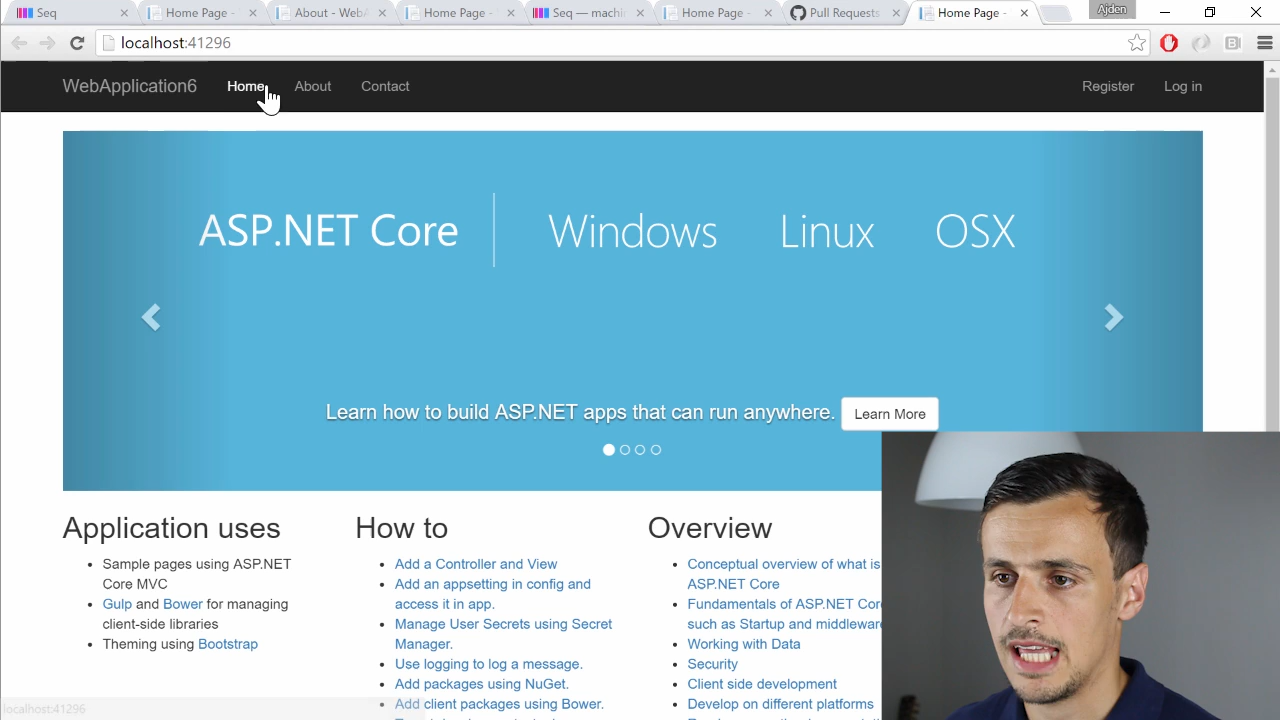 Seq
Home Page -
About - WebA
Home Page -
Seq — machi
Home Page -
Pull Requests
Home Page -
Ajden
localhost:41296
WebApplication6
Home
About
Contact
Register
Log in
ASP.NET Core
Windows
Linux
OSX
Learn how to build ASP.NET apps that can run anywhere.
Learn More
Application uses
Sample pages using ASP.NET
Core MVC
Gulp and Bower for managing
client-side libraries
Theming using Bootstrap
How to
Add a Controller and View
Add an appsetting in config and
access it in app.
Manage User Secrets using Secret
Manager.
Use logging to log a message.
Add packages using NuGet.
Add client packages using Bower.
Overview
Conceptual overview of what is
ASP.NET Core
Fundamentals of ASP.NET Cor
such as Startup and middleware
Working with Data
Security
Client side development
Develop on different platforms
localhost:41296